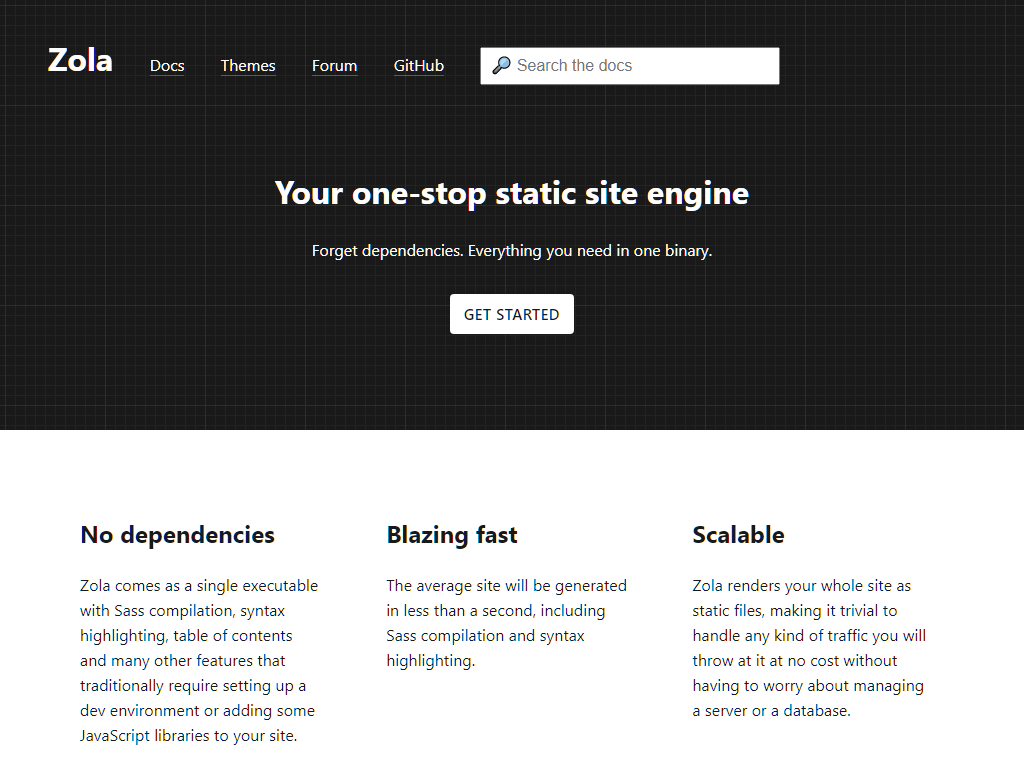 Zola
Docs
Themes
Forum
GitHub
Search the docs
Your one-stop static site engine
Forget dependencies. Everything you need in one binary.
GET STARTED
No dependencies
Zola comes as a single executable
with Sass compilation, syntax
highlighting, table of contents
and many other features that
traditionally require setting up a
dev environment or adding some
JavaScript libraries to your site.
Blazing fast
The average site will be generated
in less than a second, including
Sass compilation and syntax
highlighting.
Scalable
Zola renders your whole site as
static files, making it trivial to
handle any kind of traffic you will
throw at it at no cost without
having to worry about managing
a server or a database.